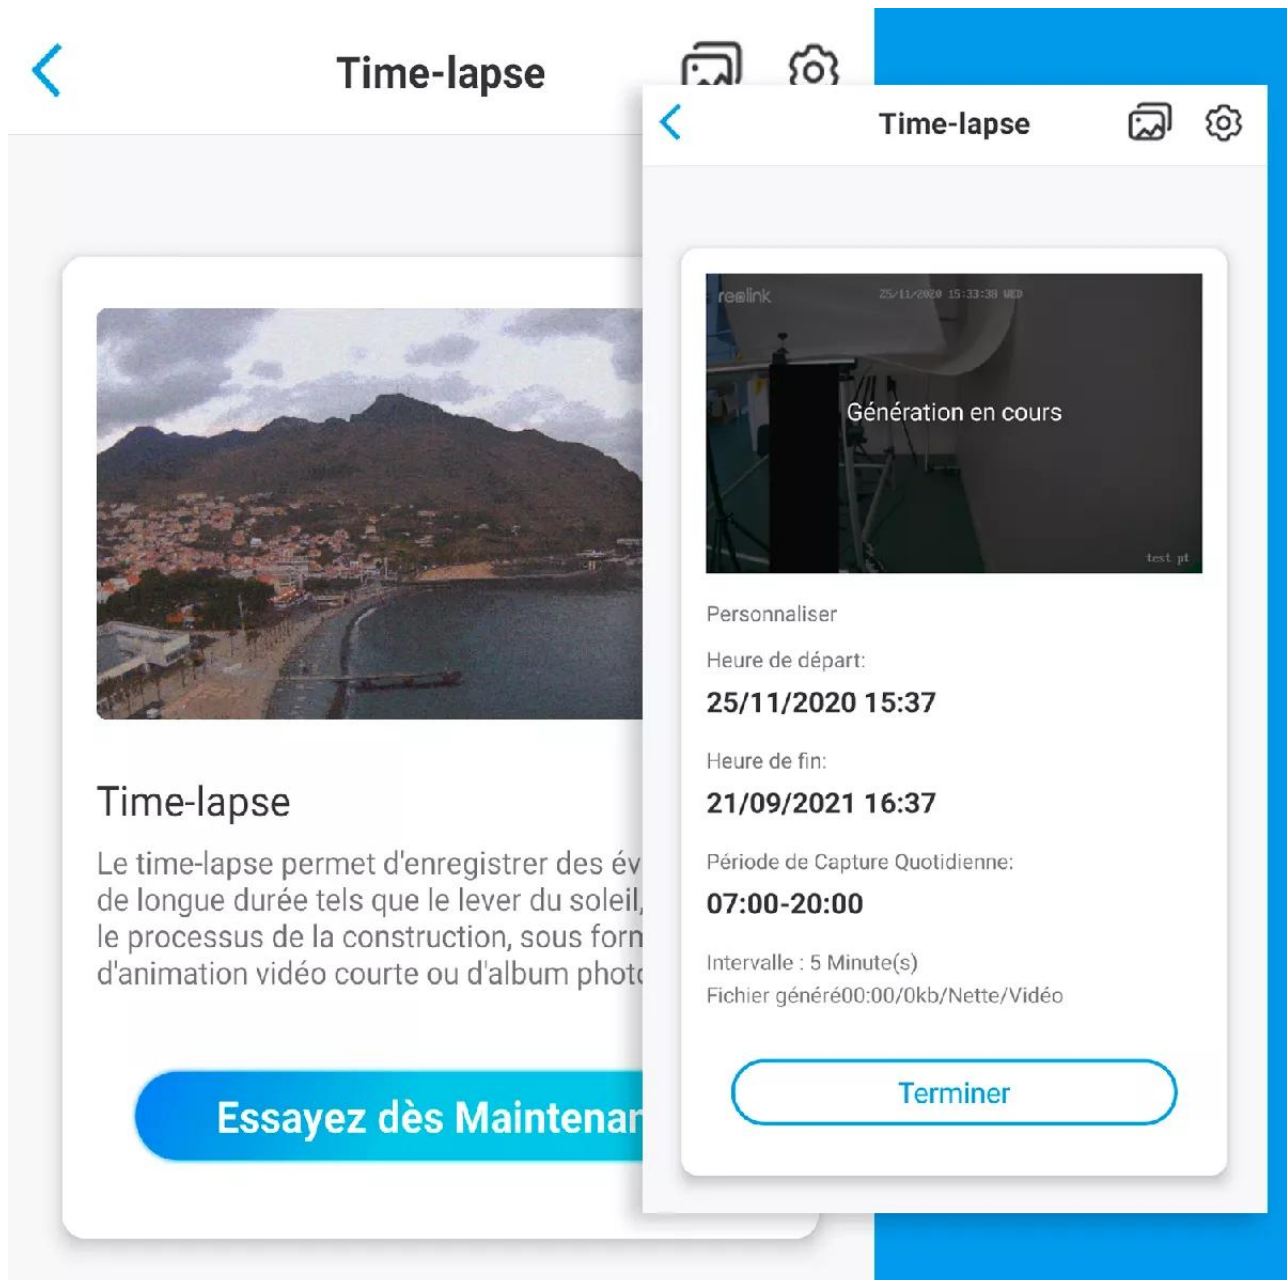 Time-lapse
Time-lapse
Le time-lapse permet d'enregistrer des
de longue durée tels que le lever du soleil,
le processus de la construction, sous
d'animation vidéo courte ou d'album
Essayez dès
Time-lapse
reolink
25/11/2020 15:33:38 WED
Génération en cours
test pt
Personnaliser
Heure de départ:
25/11/2020 15:37
Heure de fin:
21/09/2021 16:37
Période de Capture Quotidienne:
07:00-20:00
Intervalle : 5 Minute(s)
Fichier généré00:00/0kb/Nette/Vidéo
Terminer